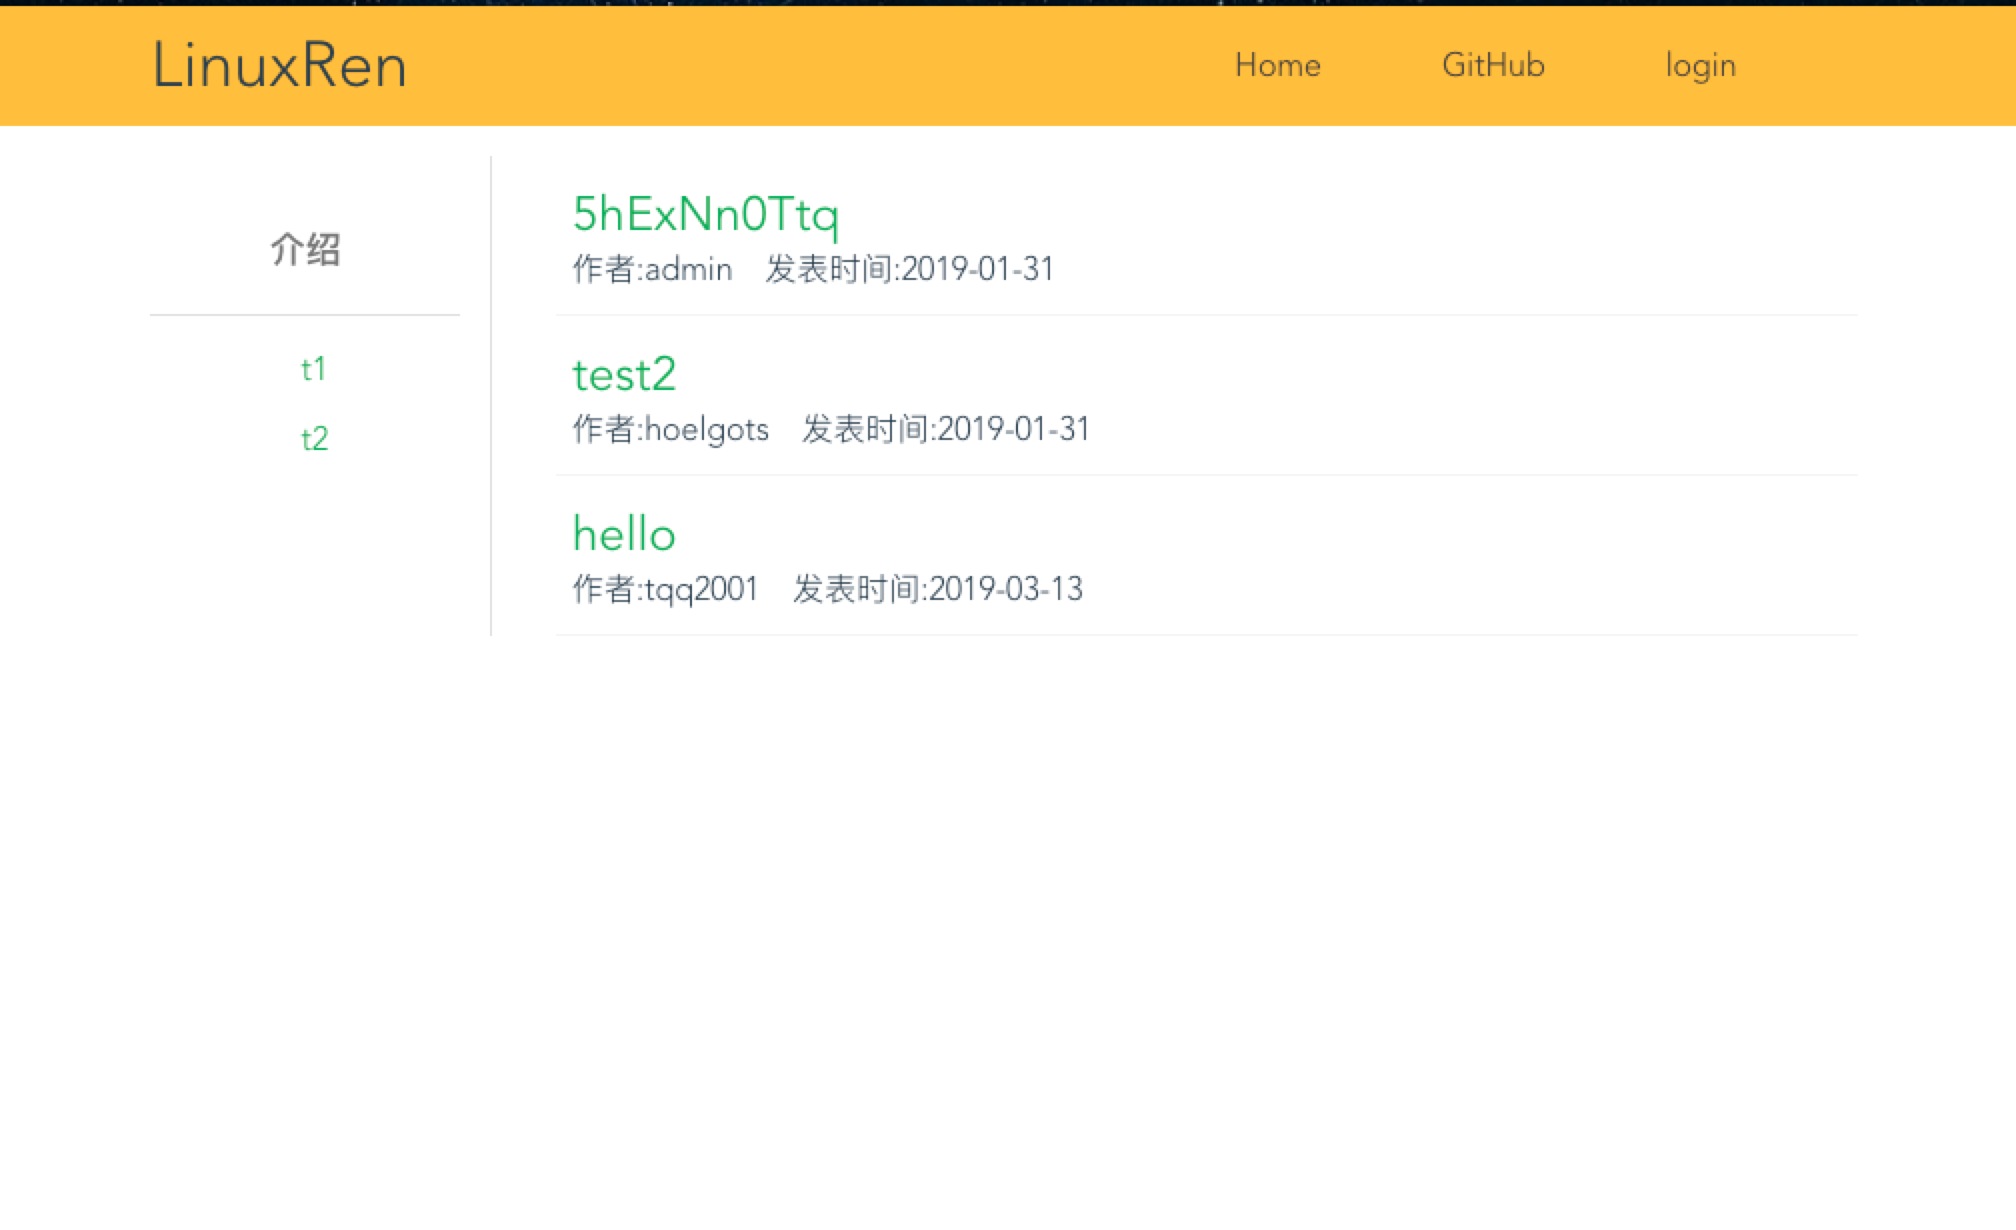 LinuxRen
Home GitHub login
介绍
t1
t2
5hExNn0Ttq
作者:admin 发表时间:2019-01-31
test2
作者:hoelgots 发表时间:2019-01-31
hello
作者:tqq2001 发表时间:2019-03-13